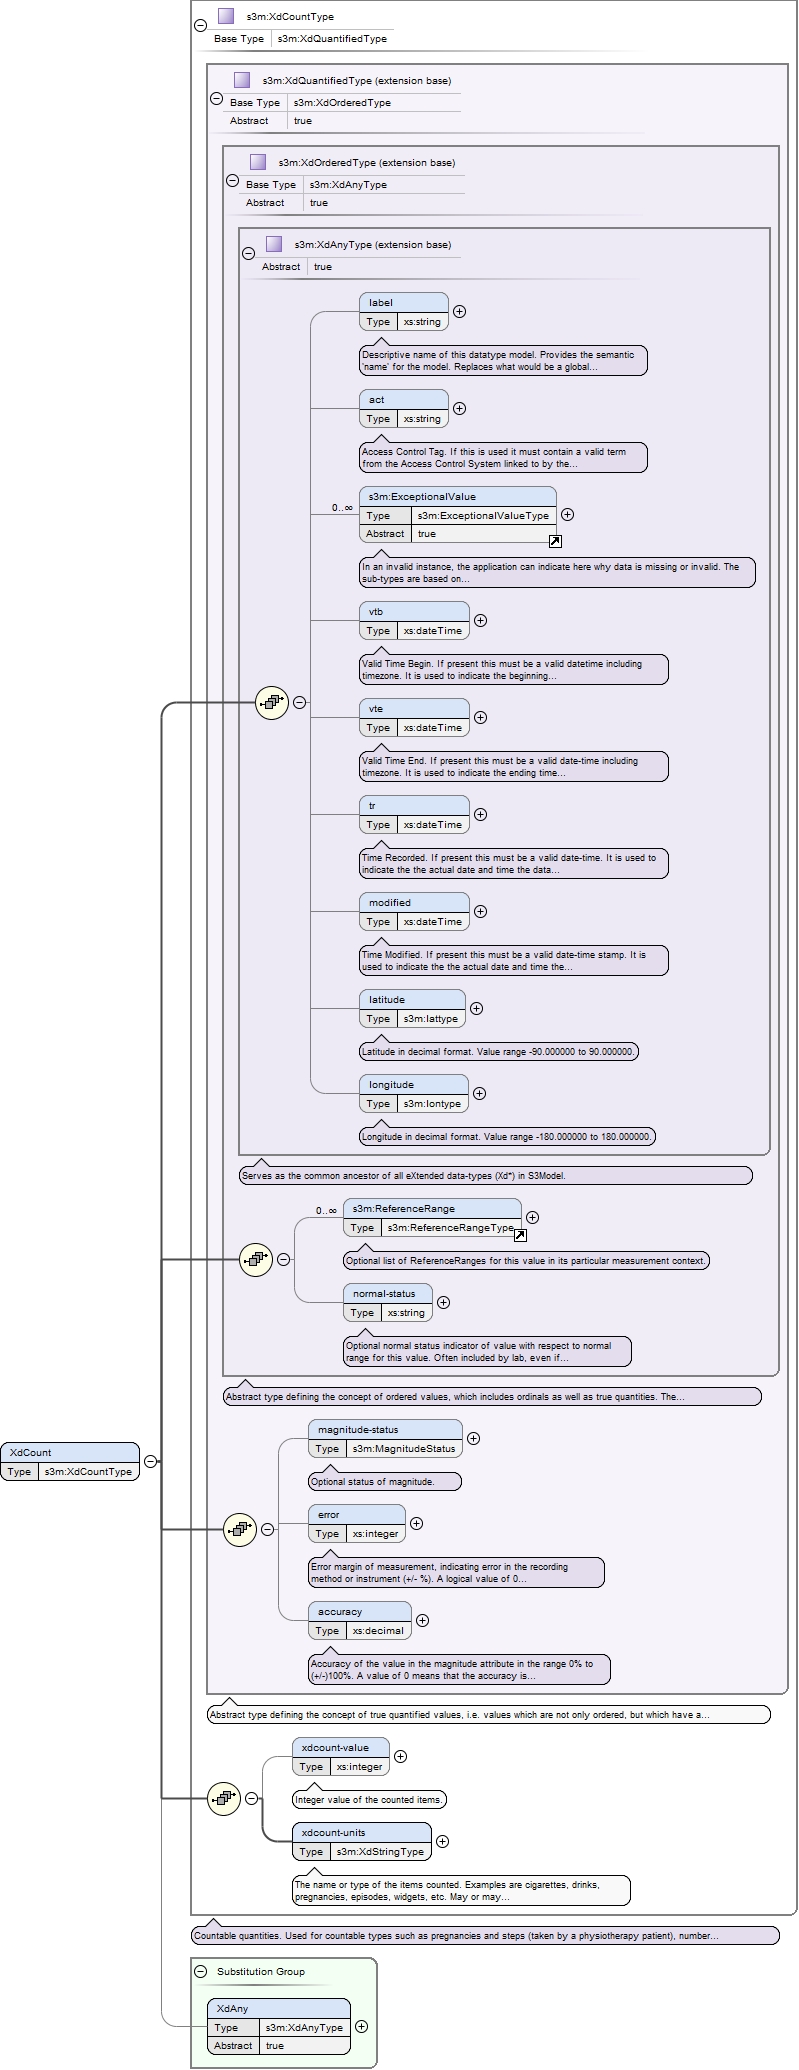 s3m:XdCountType
Base Type s3m:XdQuantifiedType
s3m:XdQuantifiedType (extension base)
Base Type s3m:XdOrderedType
Abstract true
s3m:XdOrderedType (extension base)
Base Type s3m:XdAnyType
Abstract true
s3m:XdAnyType (extension base)
Abstract true
label
Type xs:string
Descriptive name of this datatype model. Provides the semantic
'name' for the model. Replaces what would be a global...
act
Type xs:string
Access Control Tag. If this is used it must contain a valid term
from the Access Control System linked to by the...
s3m:ExceptionalValue
0..∞
Type s3m:ExceptionalValueType
Abstract true
In an invalid instance, the application can indicate here why data is missing or invalid. The
sub-types are based on...
vtb
Type xs:dateTime
Valid Time Begin. If present this must be a valid datetime including
timezone. It is used to indicate the beginning...
vte
Type xs:dateTime
Valid Time End. If present this must be a valid date-time including
timezone. It is used to indicate the ending time...
tr
Type xs:dateTime
Time Recorded. If present this must be a valid date-time. It is used to
indicate the the actual date and time the data...
modified
Type xs:dateTime
Time Modified. If present this must be a valid date-time stamp. It is
used to indicate the the actual date and time the...
latitude
Type s3m:lattype
Latitude in decimal format. Value range -90.000000 to 90.000000.
longitude
Type s3m:lontype
Longitude in decimal format. Value range -180.000000 to 180.000000.
Serves as the common ancestor of all eXtended data-types (Xd*) in S3Model.
0..∞ s3m:ReferenceRange
Type s3m:ReferenceRangeType
Optional list of ReferenceRanges for this value in its particular measurement context.
normal-status
Type xs:string
Optional normal status indicator of value with respect to normal
range for this value. Often included by lab, even if...
Abstract type defining the concept of ordered values, which includes ordinals as well as true quantities. The...
magnitude-status
Type s3m:MagnitudeStatus
XdCount
Type s3m:XdCountType
Optional status of magnitude.
error
Type xs:integer
Error margin of measurement, indicating error in the recording
method or instrument (+/- %). A logical value of 0...
accuracy
Type xs:decimal
Accuracy of the value in the magnitude attribute in the range 0% to
(+/-)100%. A value of 0 means that the accuracy is...
Abstract type defining the concept of true quantified values, i.e. values which are not only ordered, but which have a...
xdcount-value
Type xs:integer
Integer value of the counted items.
xdcount-units
Type s3m:XdStringType
The name or type of the items counted. Examples are cigarettes, drinks,
pregnancies, episodes, widgets, etc. May or may...
Countable quantities. Used for countable types such as pregnancies and steps (taken by a physiotherapy patient), number...
Substitution Group
XdAny
Type s3m:XdAnyType
Abstract true